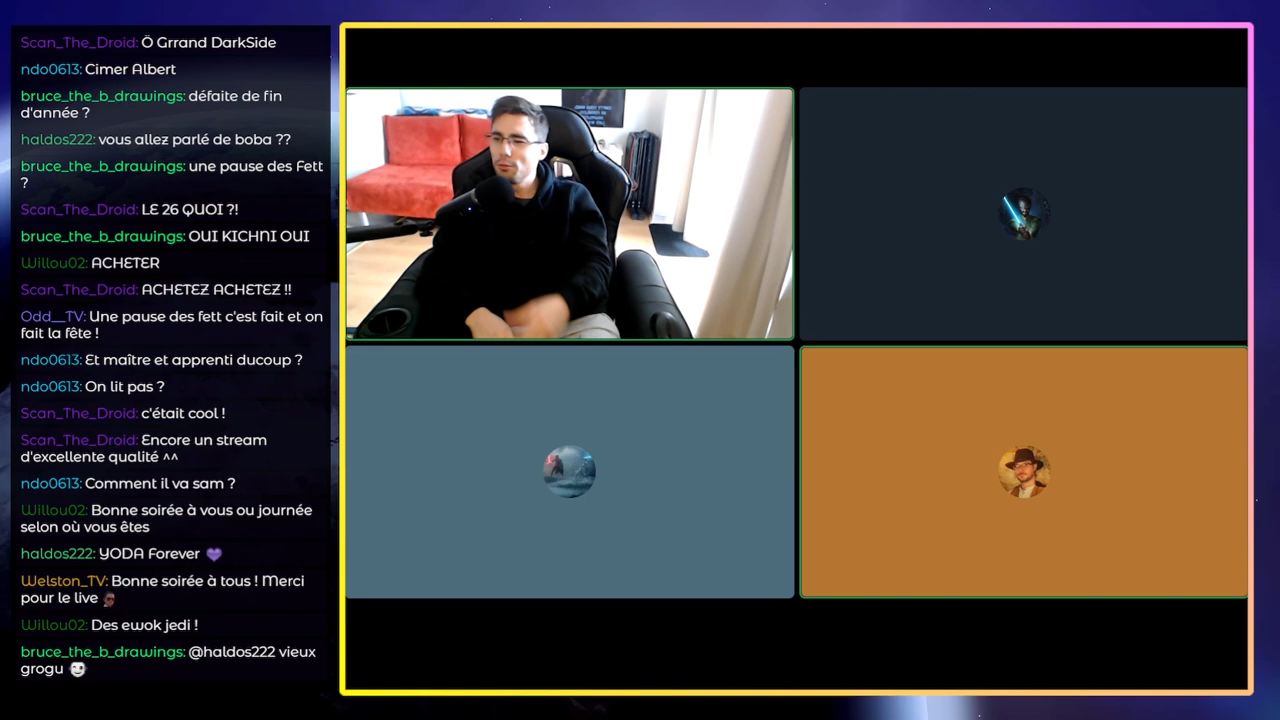 Scan_The_Droid: Ö Grrand DarkSide
ndo0613: Cimer Albert
bruce_the_b_drawings: défaite de fin
d'année ?
haldos222: vous allez parlé de boba ??
bruce_the_b_drawings: une pause des Fett
?
Scan_The_Droid: LE 26 QUOI ?!
bruce_the_b_drawings: OUI KICHNI OUI
Willou02: ACHETER
Scan_The_Droid: ACHETEZ ACHETEZ !!
Odd__TV: Une pause des fett c'est fait et on
fait la fête !
ndo0613: Et maître et apprenti ducoup ?
ndo0613: On lit pas ?
Scan_The_Droid: c'était cool !
Scan_The_Droid: Encore un stream
d'excellente qualité ^^
ndo0613: Comment il va sam ?
Willou02: Bonne soirée à vous ou journée
selon où vous êtes
haldos222: YODA Forever 💜
Welston_TV: Bonne soirée à tous ! Merci
pour le live
Willou02: Des ewok jedi !
bruce_the_b_drawings: @haldos222 vieux
grogu